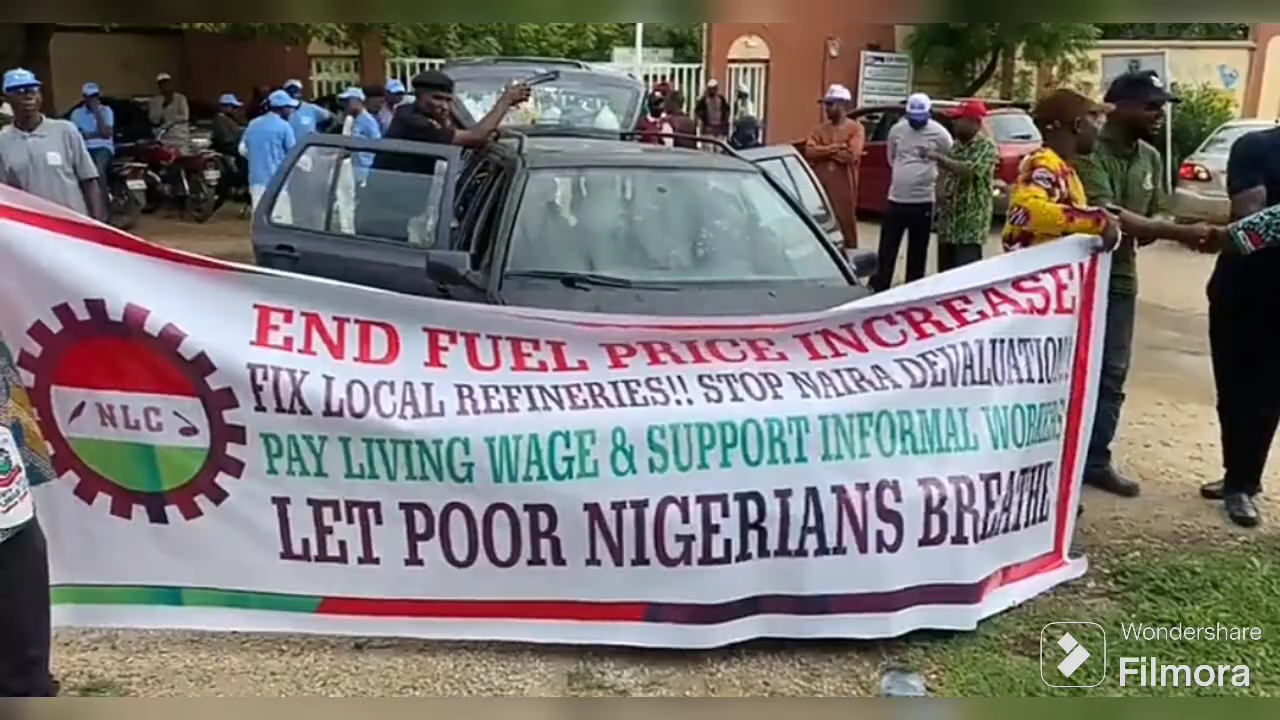 END FUEL PRICE INCREASE
FIX LOCAL REFINERIES!! STOP NAIRA DEVALUATION!!
PAY LIVING WAGE & SUPPORT INFORMAL WORKERS
LET POOR NIGERIANS BREATHE
NLC
Wondershare
Filmora